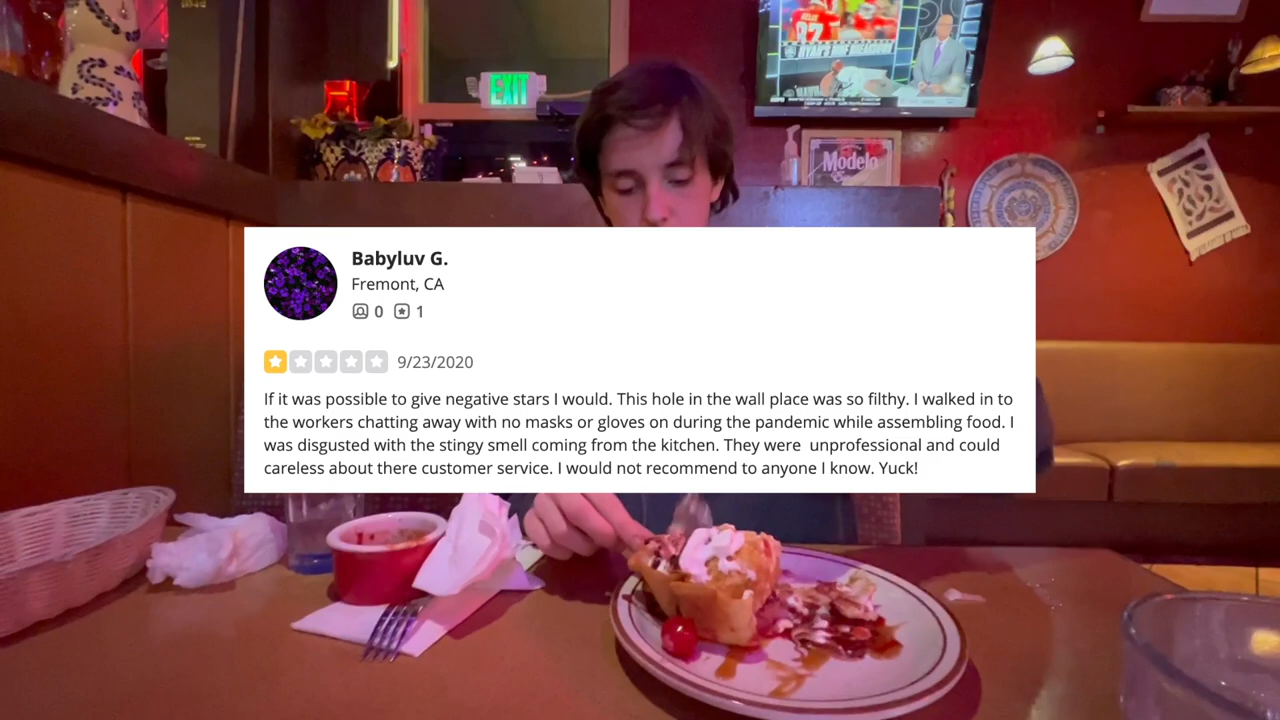 EXIT
87
Modelo
Babyluv G.
Fremont, CA
0 1
9/23/2020
If it was possible to give negative stars I would. This hole in the wall place was so filthy. I walked in to
the workers chatting away with no masks or gloves on during the pandemic while assembling food. I
was disgusted with the stingy smell coming from the kitchen. They were  unprofessional and could
careless about there customer service. I would not recommend to anyone I know. Yuck!